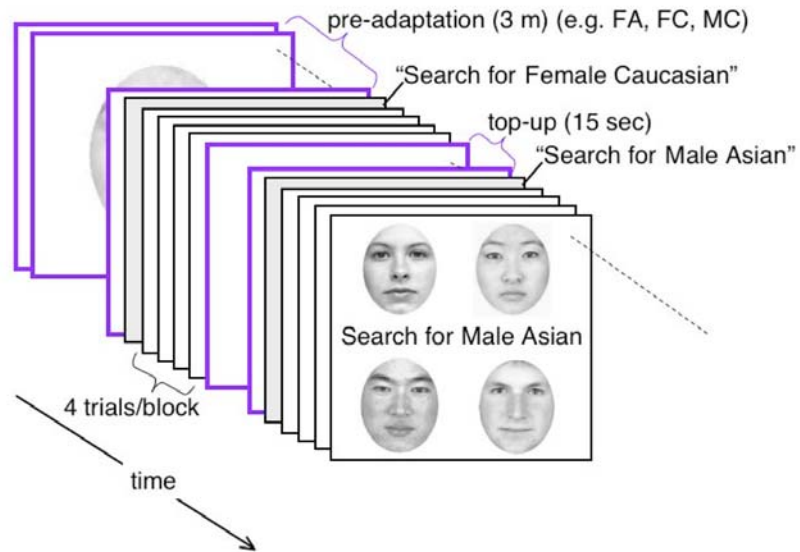 pre-adaptation (3 m) (e.g. FA, FC, MC)
“Search for Female Caucasian”
top-up (15 sec)
“Search for Male Asian”
Search for Male Asian
4 trials/block
time